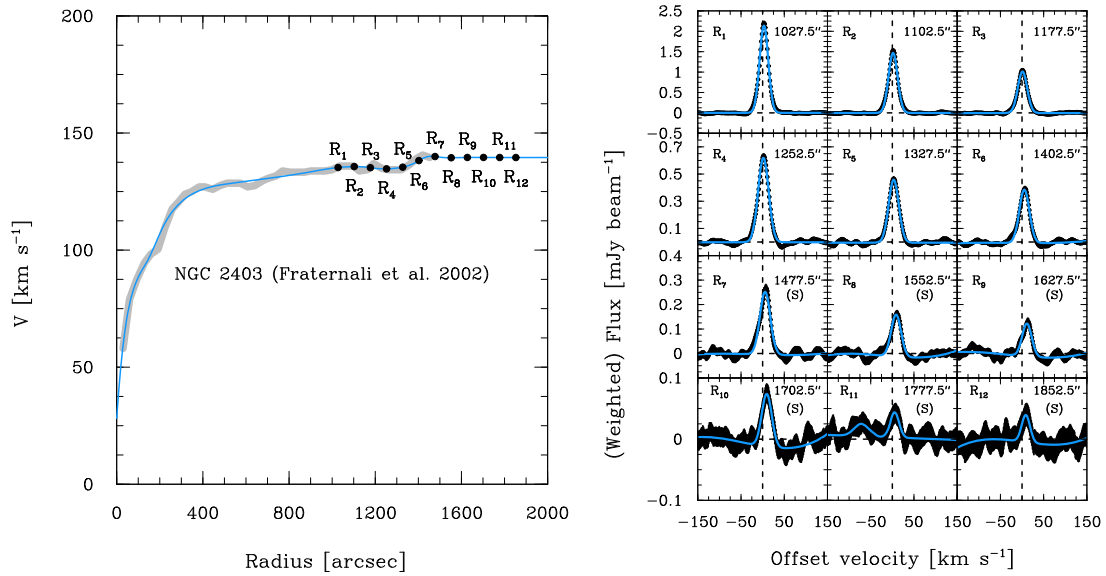 200
150
100
50
0
V [km s⁻¹]
R₁ R₃ R₅ R₇ R₉ R₁₁
R₂ R₄ R₆ R₈ R₁₀ R₁₂
NGC 2403 (Fraternali et al. 2002)
0 400 800 1200 1600 2000
Radius [arcsec]
(Weighted) Flux [mJy beam⁻¹]
2.5
2
1.5
1
0.5
0
−0.5
R₁ 1027.5″
R₂ 1102.5″
R₃ 1177.5″
0.6
0.4
0.2
0
R₄ 1252.5″
R₅ 1327.5″
R₆ 1402.5″
0.4
0.3
0.2
0.1
0
R₇ 1477.5″ (S)
R₈ 1552.5″ (S)
R₉ 1627.5″ (S)
0.1
0
−0.1
R₁₀ 1702.5″ (S)
R₁₁ 1777.5″ (S)
R₁₂ 1852.5″ (S)
−150 −50 50 −50 50 −50 50 150
Offset velocity [km s⁻¹]